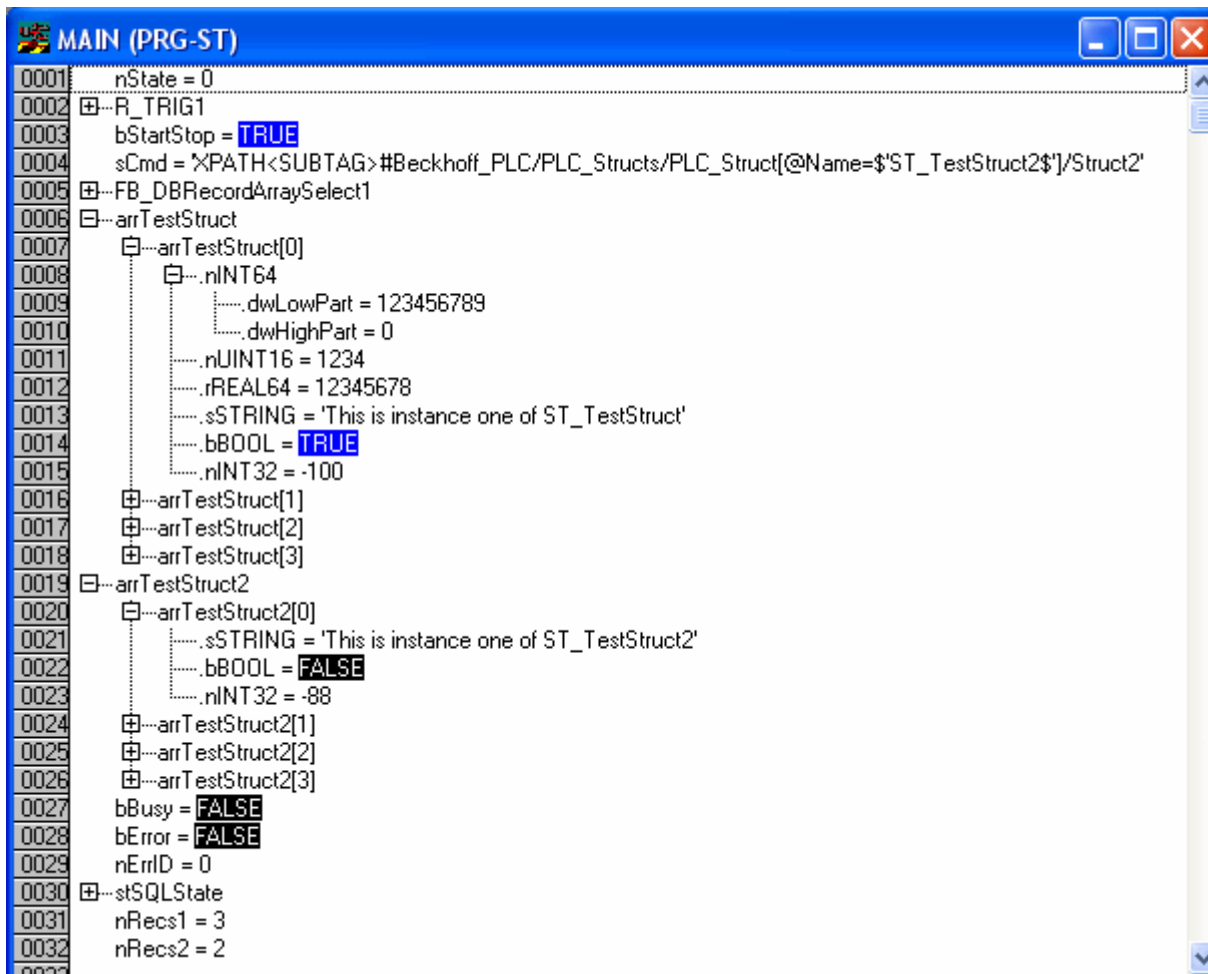 MAIN (PRG-ST)
0001 nState = 0
0002 R_TRIG1
0003 bStartStop = TRUE
0004 sCmd = 'XPATH<SUBTAG>#Beckhoff_PLC/PLC_Structs/PLC_Struct[@Name=$'ST_TestStruct2$']/Struct2'
0005 FB_DBRecordArraySelect1
0006 arrTestStruct
0007 arrTestStruct[0]
0008 .nINT64
0009 .dwLowPart = 123456789
0010 .dwHighPart = 0
0011 .nUINT16 = 1234
0012 .rREAL64 = 12345678
0013 .sSTRING = 'This is instance one of ST_TestStruct'
0014 .bBOOL = TRUE
0015 .nINT32 = -100
0016 arrTestStruct[1]
0017 arrTestStruct[2]
0018 arrTestStruct[3]
0019 arrTestStruct2
0020 arrTestStruct2[0]
0021 .sSTRING = 'This is instance one of ST_TestStruct2'
0022 .bBOOL = FALSE
0023 .nINT32 = -88
0024 arrTestStruct2[1]
0025 arrTestStruct2[2]
0026 arrTestStruct2[3]
0027 bBusy = FALSE
0028 bError = FALSE
0029 nErrID = 0
0030 stSQLState
0031 nRecs1 = 3
0032 nRecs2 = 2